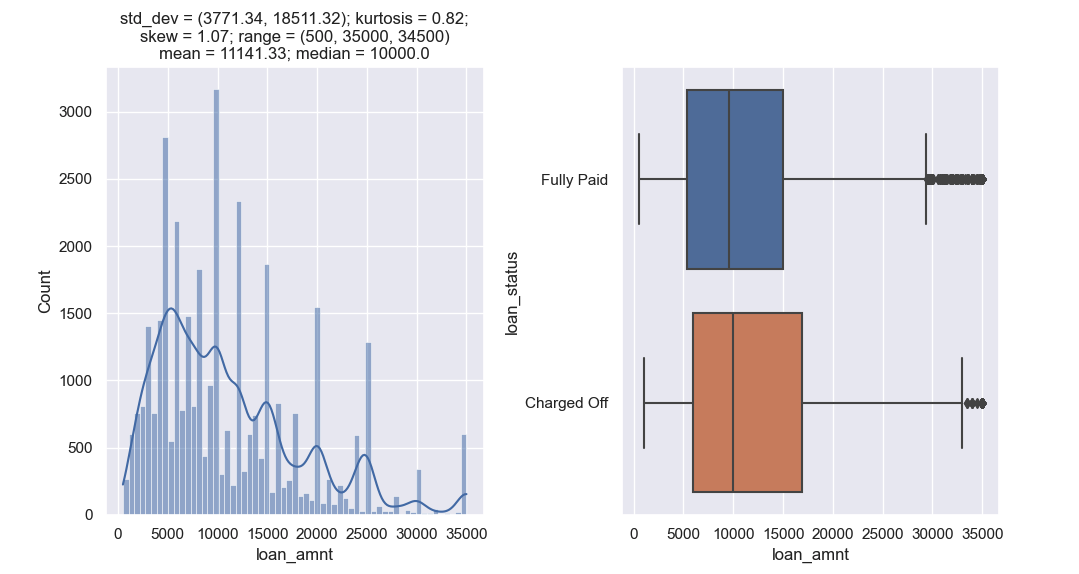 std_dev = (3771.34, 18511.32); kurtosis = 0.82;
skew = 1.07; range = (500, 35000, 34500)
mean = 11141.33; median = 10000.0
3000
2500
2000
1500
1000
500
0
Count
0 5000 10000 15000 20000 25000 30000 35000
loan_amnt
loan_status
Fully Paid
Charged Off
0 5000 10000 15000 20000 25000 30000 35000
loan_amnt